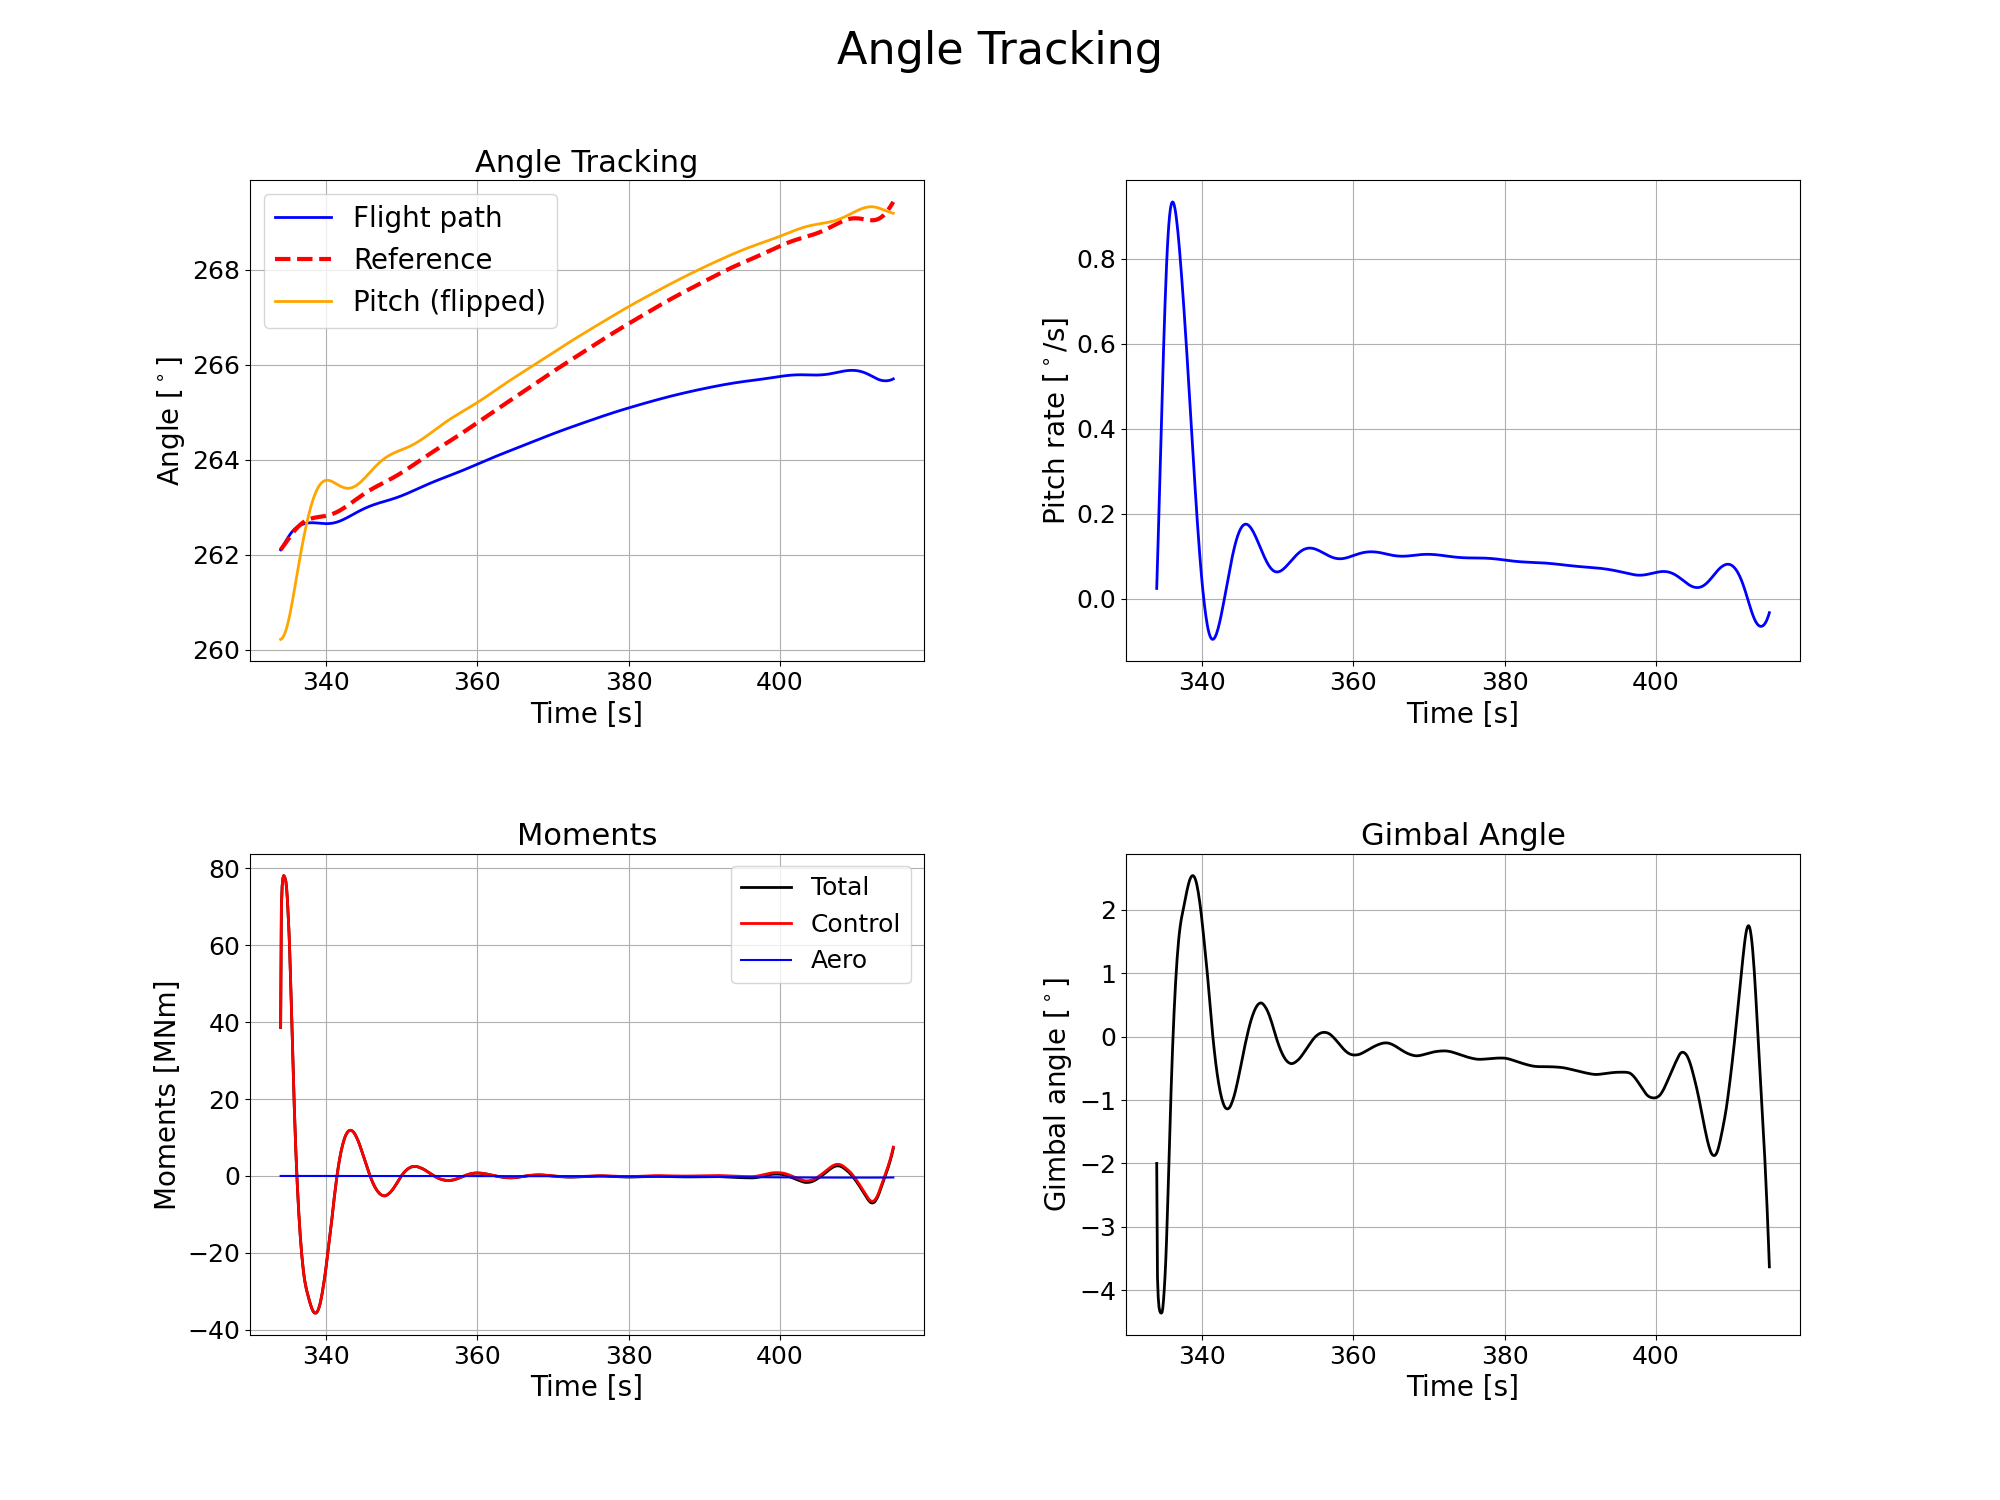 Angle Tracking
Angle Tracking
Flight path
Reference
Pitch (flipped)
Angle [°]
268
266
264
262
260
340 360 380 400
Time [s]
Pitch rate [°/s]
0.8
0.6
0.4
0.2
0.0
340 360 380 400
Time [s]
Moments
Total
Control
Aero
Moments [MNm]
80
60
40
20
0
−20
−40
340 360 380 400
Time [s]
Gimbal Angle
Gimbal angle [°]
2
1
0
−1
−2
−3
−4
340 360 380 400
Time [s]